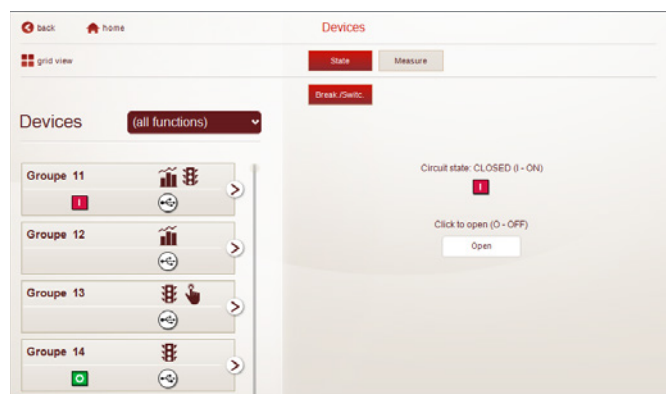 back
home
Devices
grid view
State
Measure
Break./Switc.
Devices
(all functions)
Groupe 11
I
Groupe 12
Groupe 13
Groupe 14
O
Circuit state: CLOSED (I - ON)
I
Click to open (O - OFF)
Open